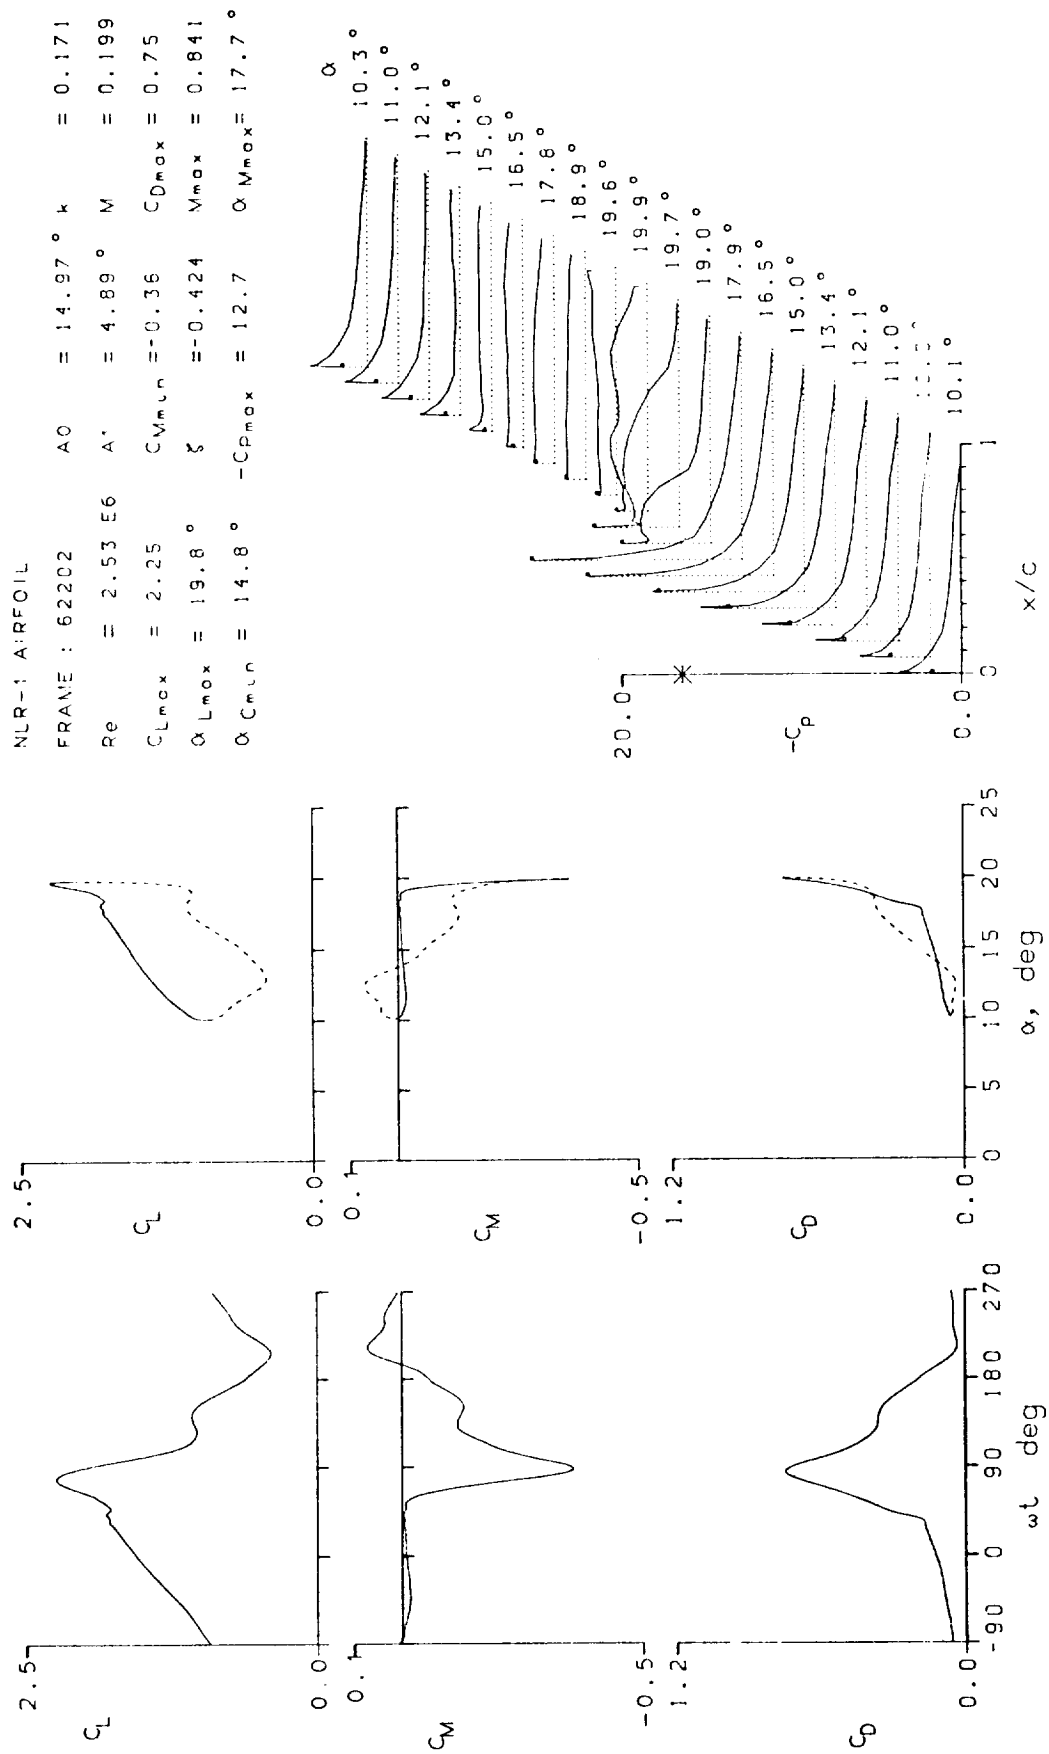 NLR-1 AIRFOIL
FRAME : 62202 A0 = 14.97° k = 0.171
Re = 2.53 E6 A' = 4.89° M = 0.199
CLmax = 2.25 CMmin =-0.36 CDmax = 0.75
αLmax = 19.8° ζ =-0.424 Mmax = 0.841
αCmin = 14.8° -CPmax = 12.7 αMmax= 17.7°
2.5
CL
0.0
0.1
CM
-0.5
1.2
CD
0.0
-90 0 90 180 270
ωt deg
2.5
CL
0.0
0.1
CM
-0.5
1.2
CD
0.0
0 5 10 15 20 25
α, deg
α
10.3°
11.0°
12.1°
13.4°
15.0°
16.5°
17.8°
18.9°
19.6°
19.9°
19.7°
19.0°
17.9°
16.5°
15.0°
13.4°
12.1°
11.0°
10.1°
20.0
-Cp
0.0
0 1
x/c